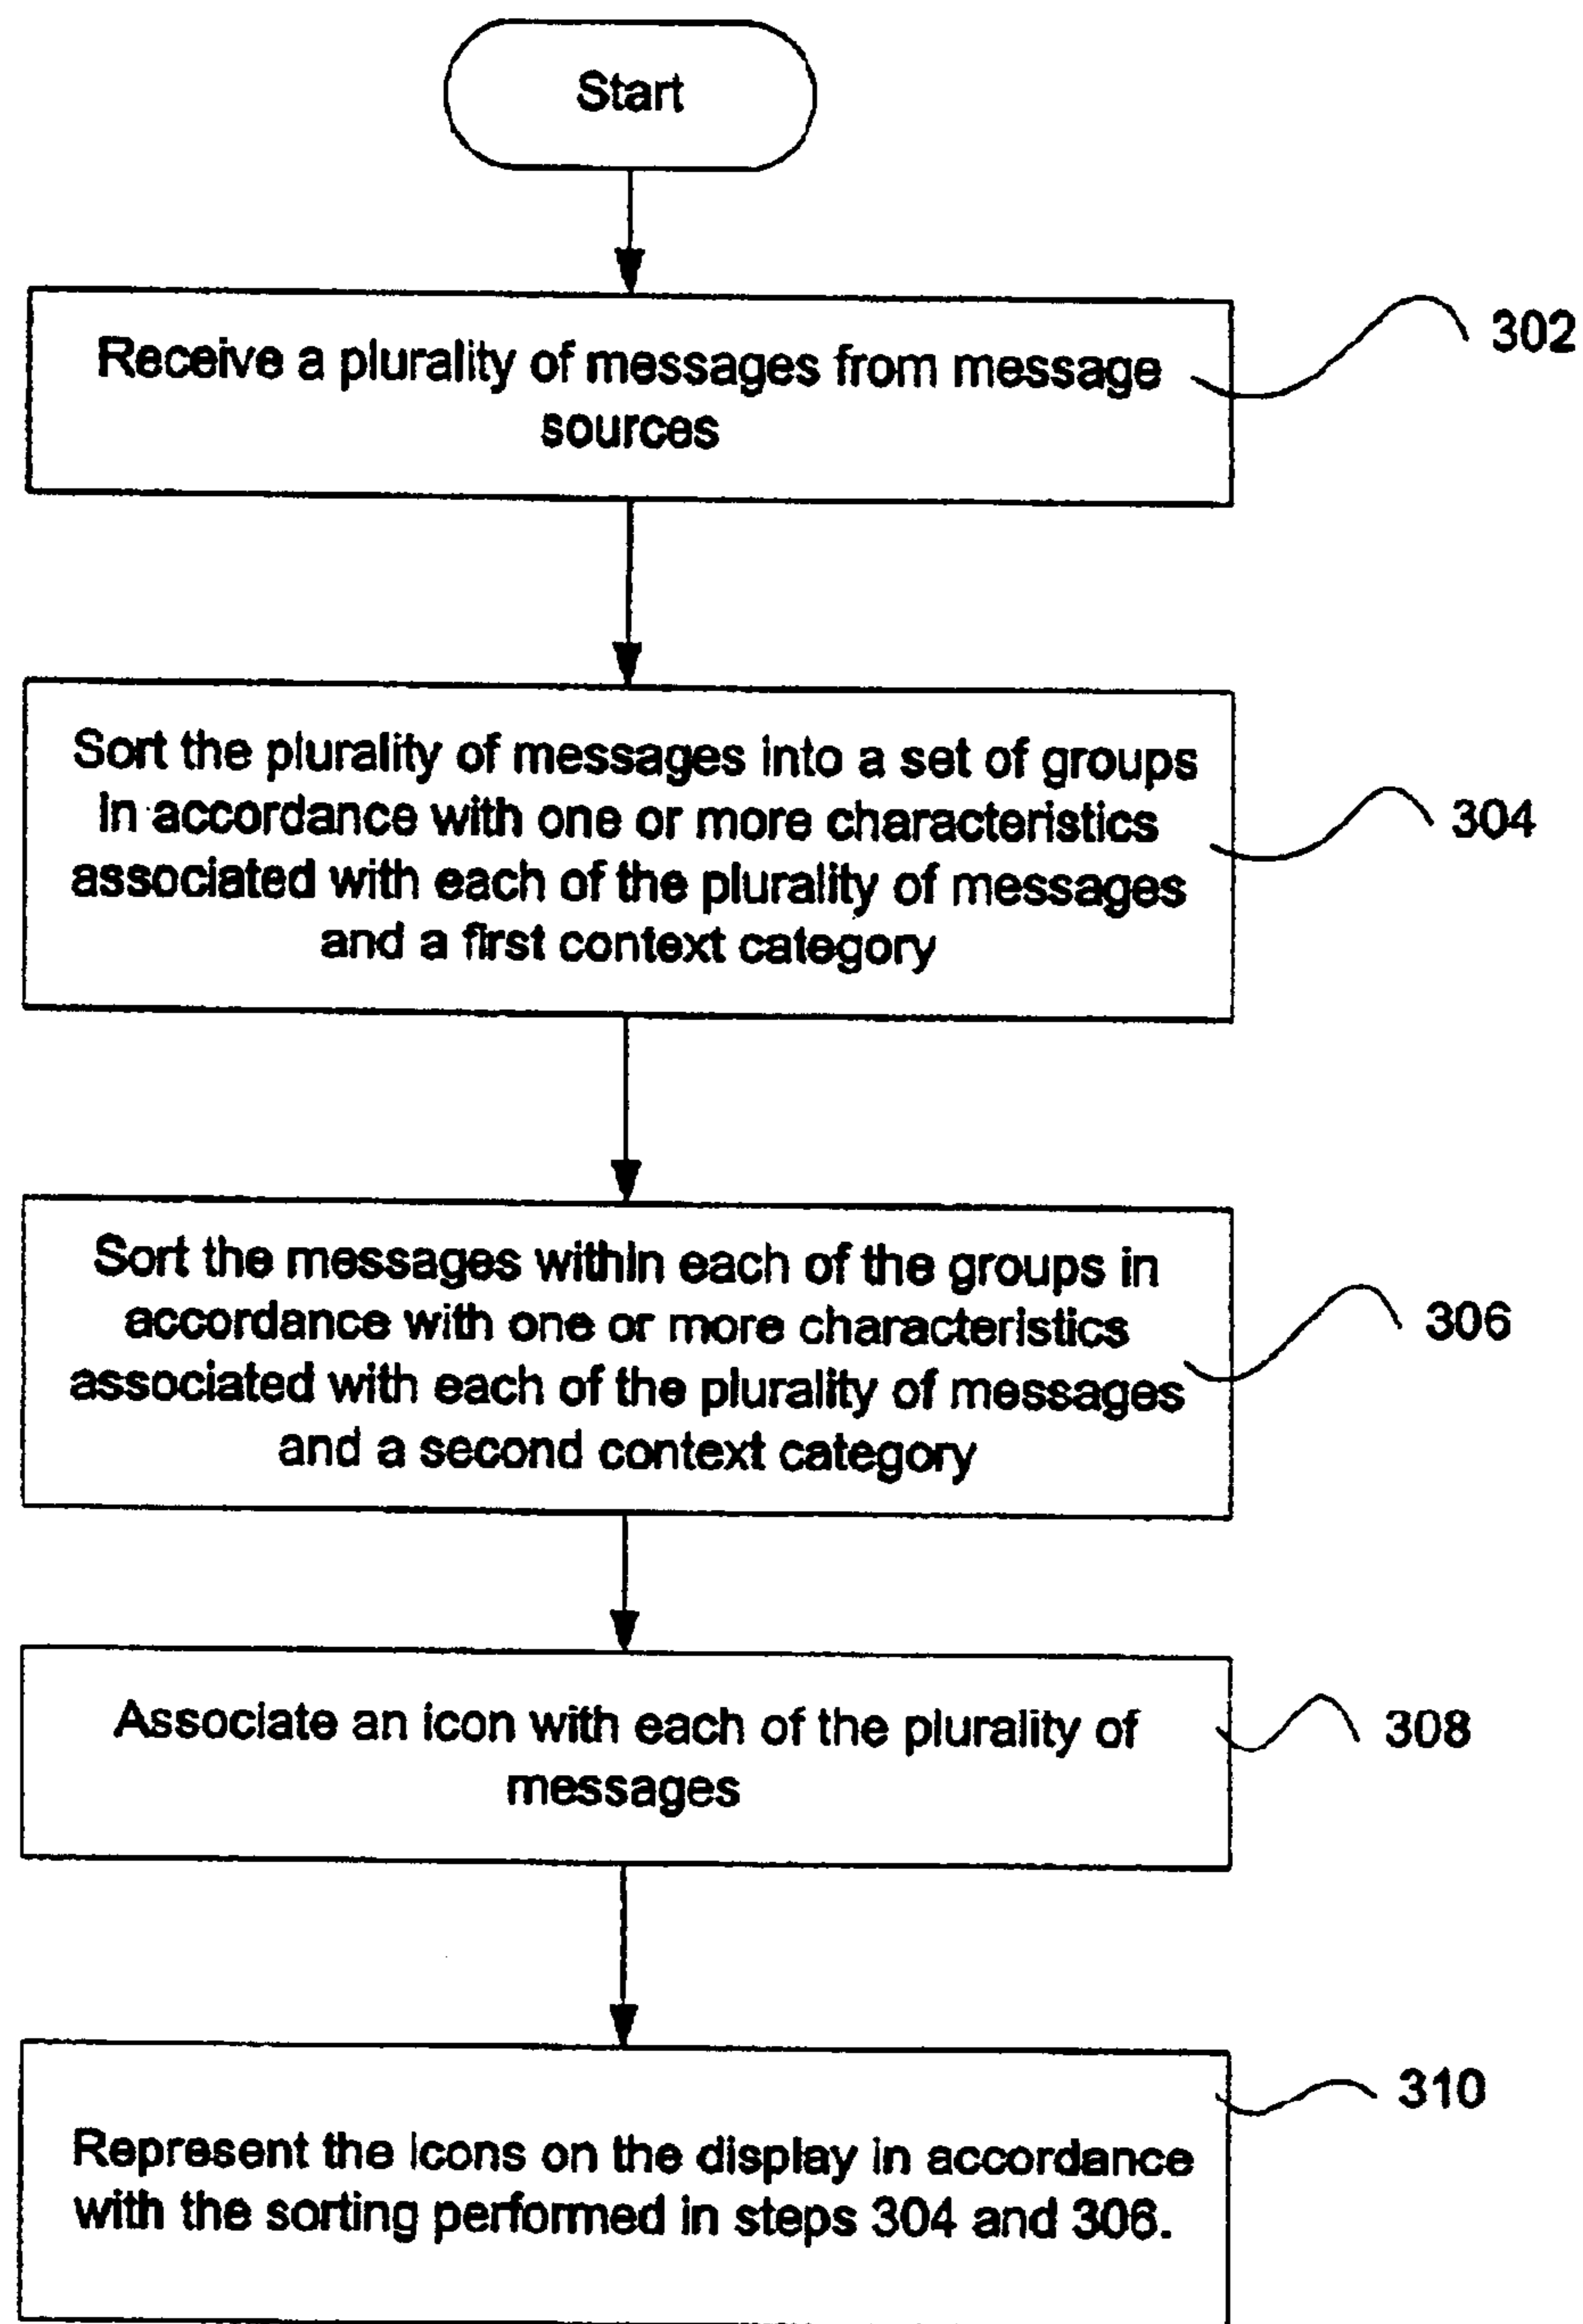 Start
Receive a plurality of messages from message
sources
302
Sort the plurality of messages into a set of groups
in accordance with one or more characteristics
associated with each of the plurality of messages
and a first context category
304
Sort the messages within each of the groups in
accordance with one or more characteristics
associated with each of the plurality of messages
and a second context category
306
Associate an icon with each of the plurality of
messages
308
Represent the icons on the display in accordance
with the sorting performed in steps 304 and 306.
310